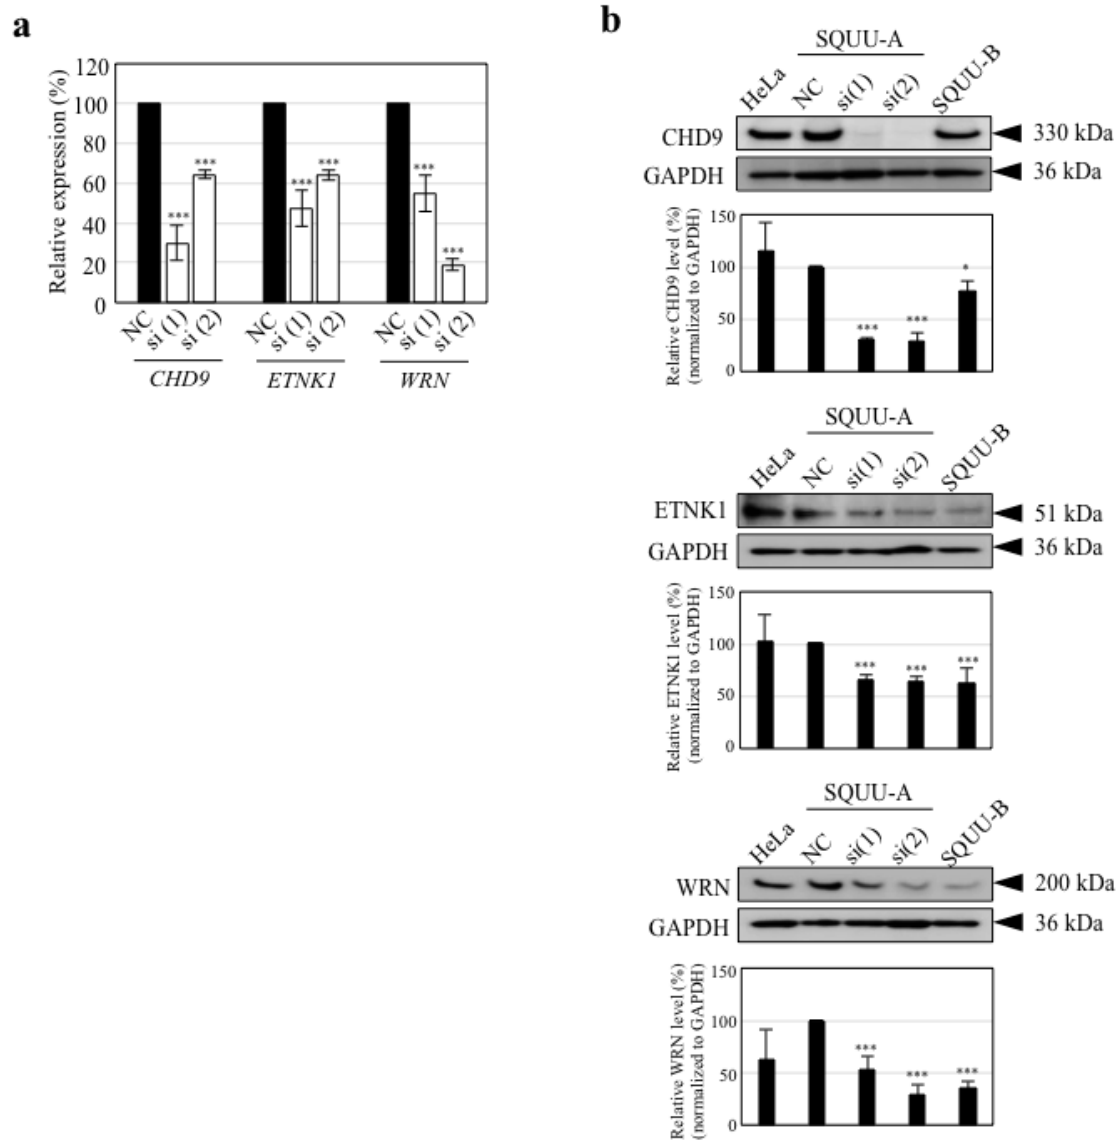 a
120
100
80
60
40
20
0
Relative expression (%)
*** *** *** *** *** ***
NC si (1) si (2) NC si (1) si (2) NC si (1) si (2)
CHD9 ETNK1 WRN
b
SQUU-A
HeLa NC si(1) si(2) SQUU-B
CHD9 330 kDa
GAPDH 36 kDa
Relative CHD9 level (%)
(normalized to GAPDH)
150
100
50
0
*** *** *
SQUU-A
HeLa NC si(1) si(2) SQUU-B
ETNK1 51 kDa
GAPDH 36 kDa
Relative ETNK1 level (%)
(normalized to GAPDH)
150
100
50
0
*** *** ***
SQUU-A
HeLa NC si(1) si(2) SQUU-B
WRN 200 kDa
GAPDH 36 kDa
Relative WRN level (%)
(normalized to GAPDH)
150
100
50
0
*** *** ***